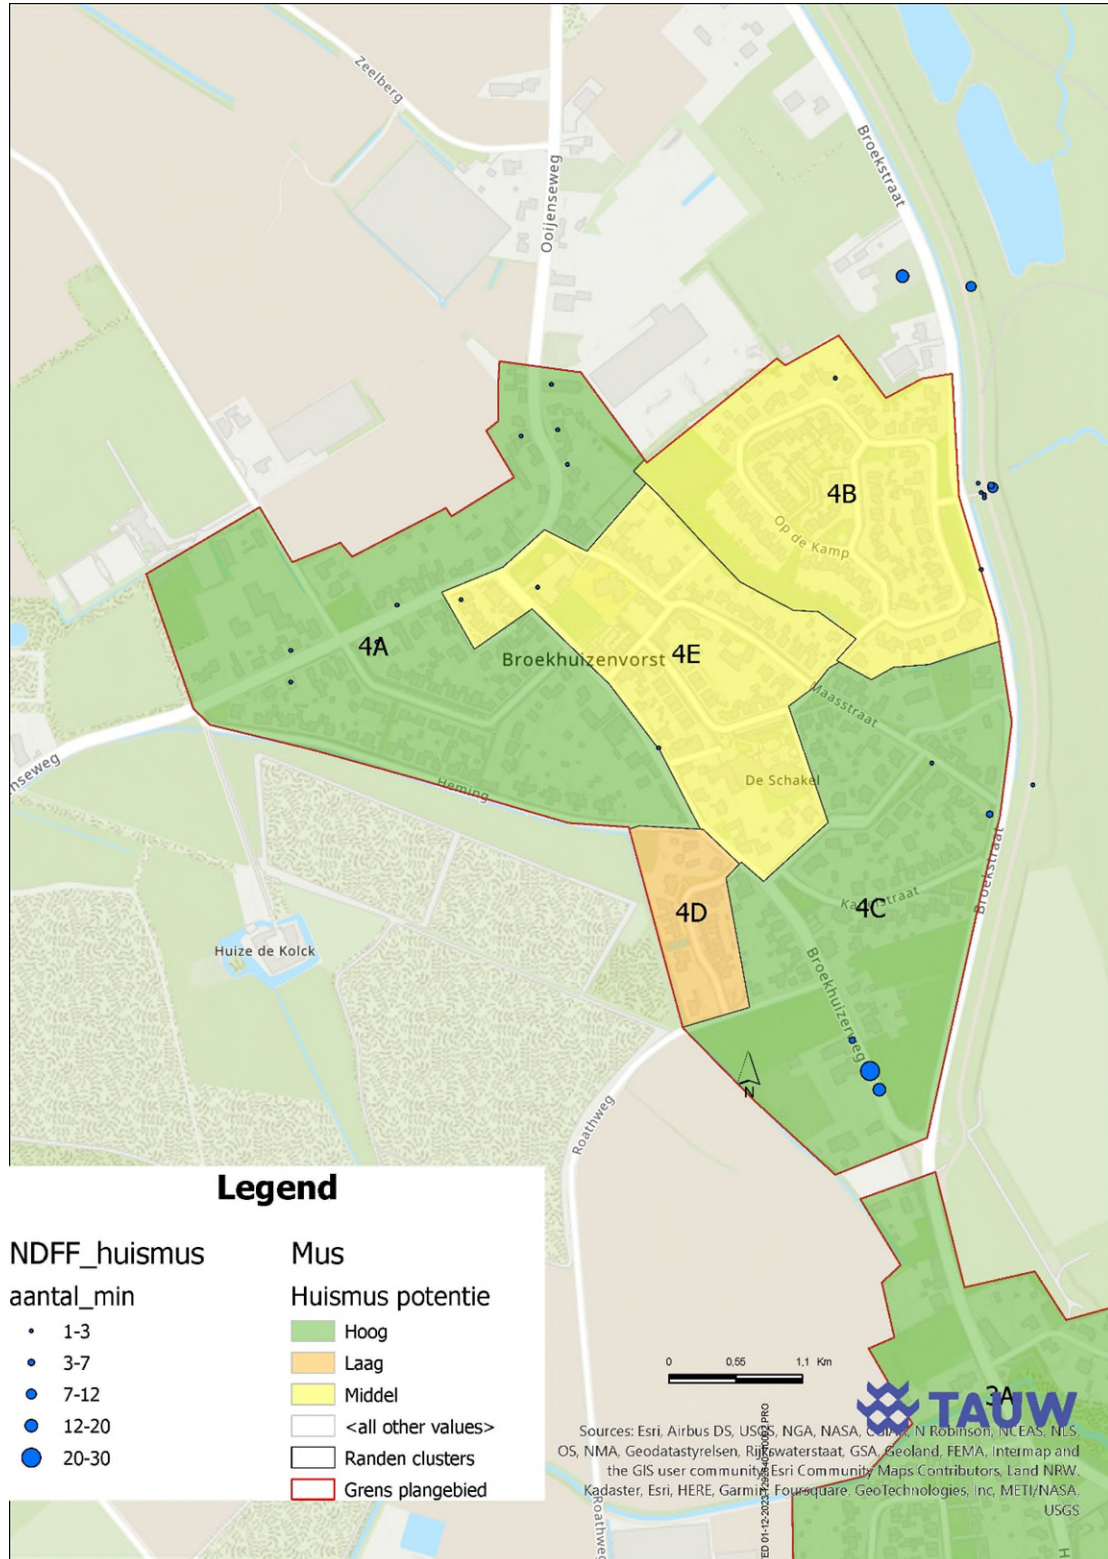 Zeelberg
Broekstraat
Ooijenseweg
4B
Op de Kamp
4A
4E
Broekhuizenvorst
Maasstraat
nseweg
De Schakel
Heming
Broekstraat
4D
4C
Huize de Kolck
Broekhuizerweg
N
Roathweg
Legend
NDFF_huismus
aantal_min
1-3
3-7
7-12
12-20
20-30
Mus
Huismus potentie
Hoog
Laag
Middel
<all other values>
Randen clusters
Grens plangebied
0 0,55 1,1 Km
3A
TAUW
Sources: Esri, Airbus DS, USGS, NGA, NASA, CGIAR, N Robinson, NCEAS, NLS,
OS, NMA, Geodatastyrelsen, Rijkswaterstaat, GSA, Geoland, FEMA, Intermap and
the GIS user community, Esri Community Maps Contributors, Land NRW,
Kadaster, Esri, HERE, Garmin, Foursquare, GeoTechnologies, Inc, METI/NASA,
USGS
Roathweg
H